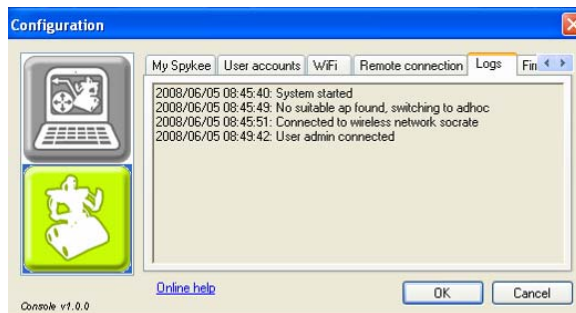 Configuration
My Spykee User accounts WiFi Remote connection Logs Fin
2008/06/05 08:45:40: System started
2008/06/05 08:45:49: No suitable ap found, switching to adhoc
2008/06/05 08:45:51: Connected to wireless network socrate
2008/06/05 08:49:42: User admin connected
Online help
OK Cancel
Console v1.0.0